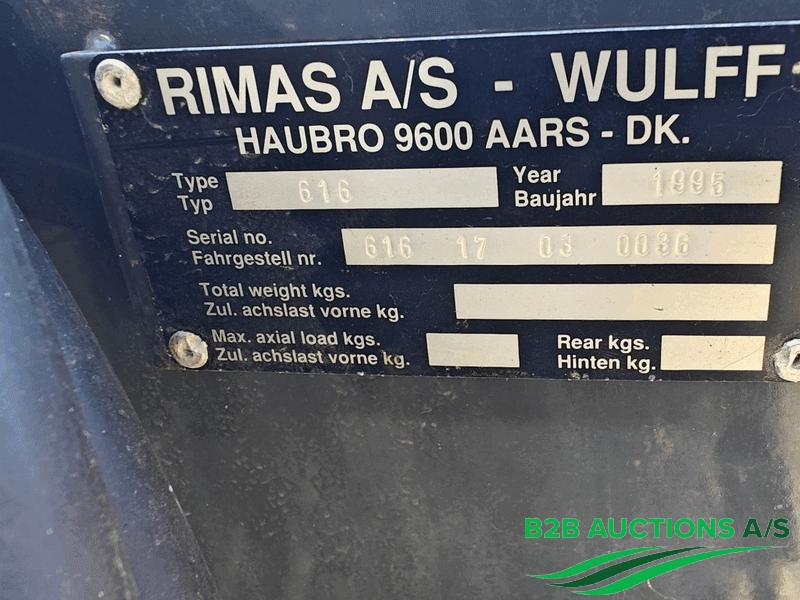 RIMAS A/S - WULFF
HAUBRO 9600 AARS - DK.
Type 616 Year 1995
Typ Baujahr
Serial no. 616 17 03 0036
Fahrgestell nr.
Total weight kgs.
Zul. achslast vorne kg.
Max. axial load kgs. Rear kgs.
Zul. achslast vorne kg. Hinten kg.
B2B AUCTIONS A/S